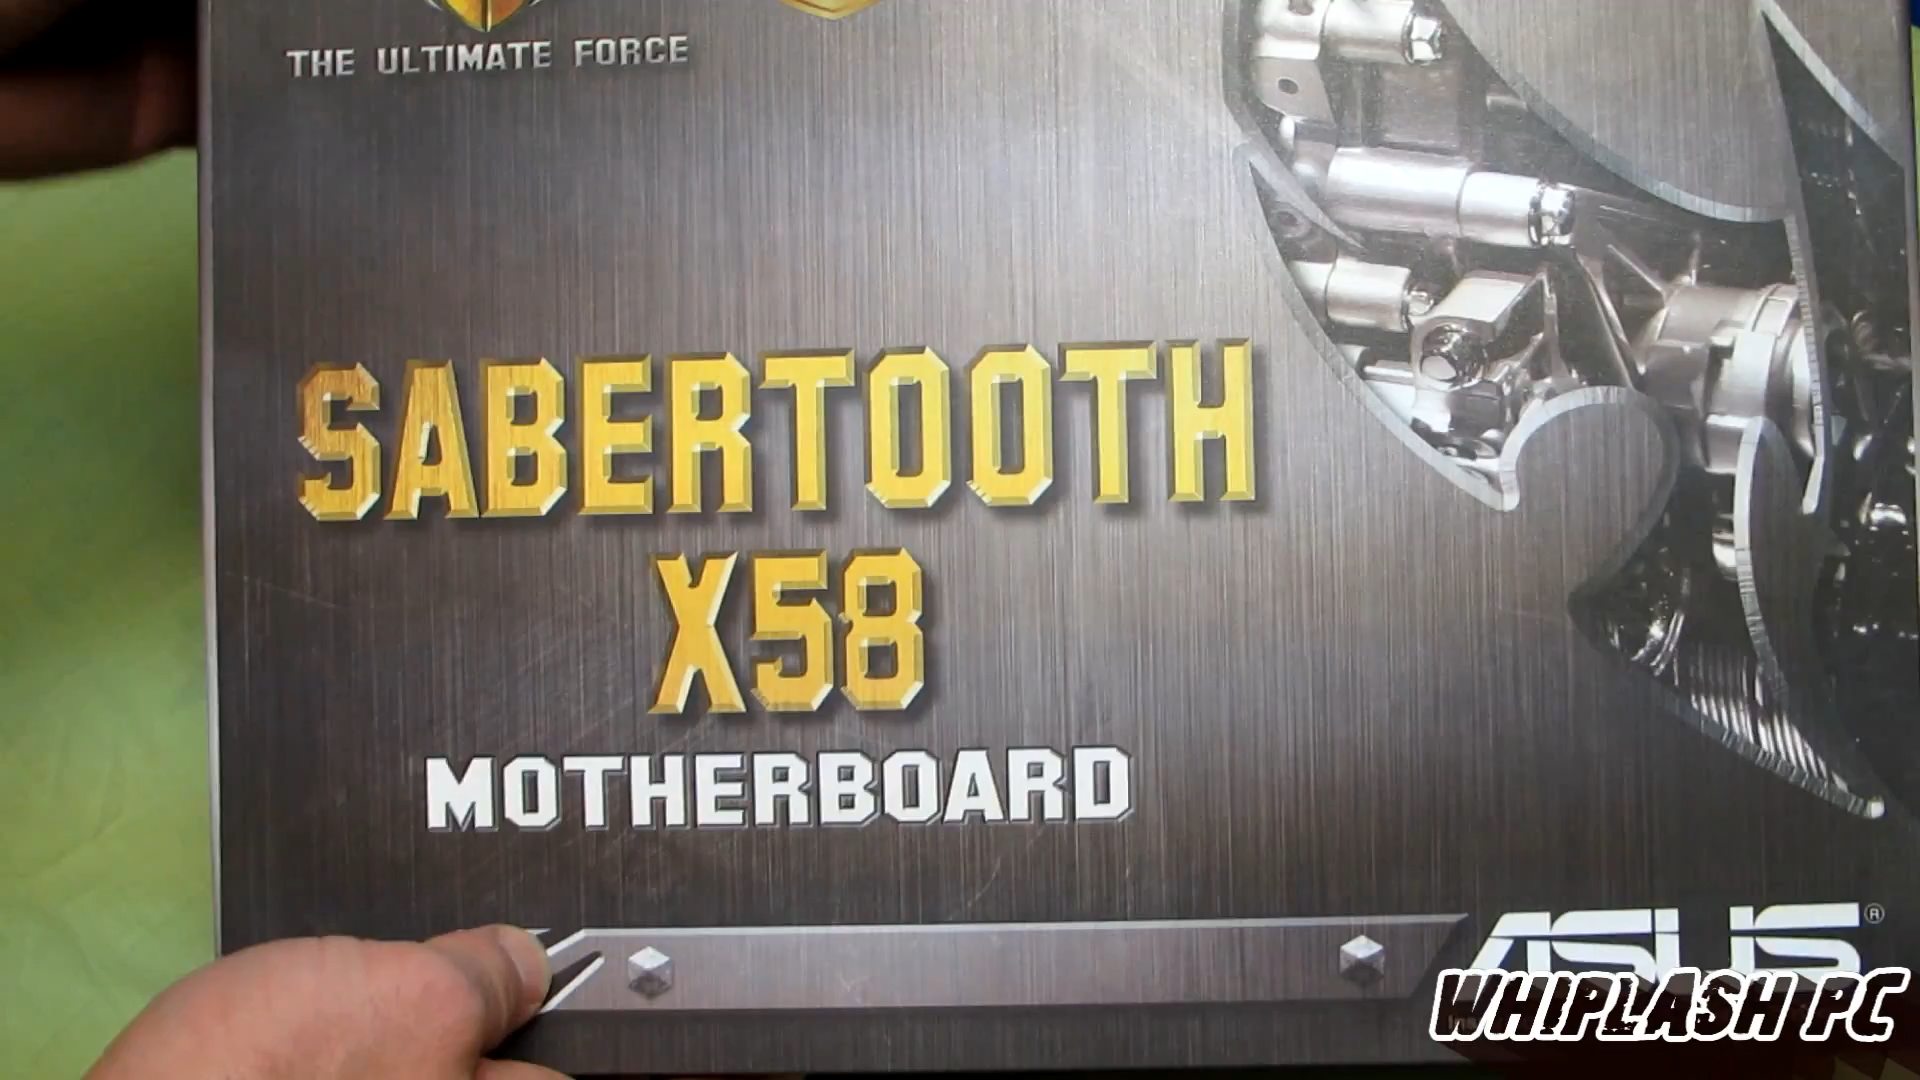 THE ULTIMATE FORCE
SABERTOOTH
X58
MOTHERBOARD
ASUS®
WHIPLASH PC